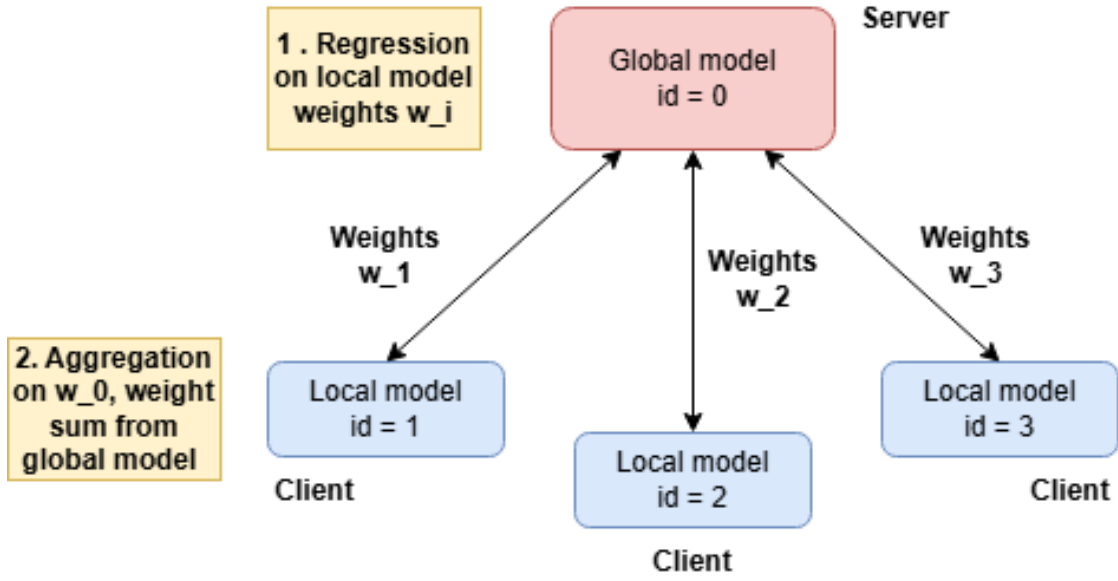 Server
1 . Regression
on local model
weights w_i
Global model
id = 0
Weights
w_1
Weights
w_2
Weights
w_3
2. Aggregation
on w_0, weight
sum from
global model
Local model
id = 1
Client
Local model
id = 2
Client
Local model
id = 3
Client